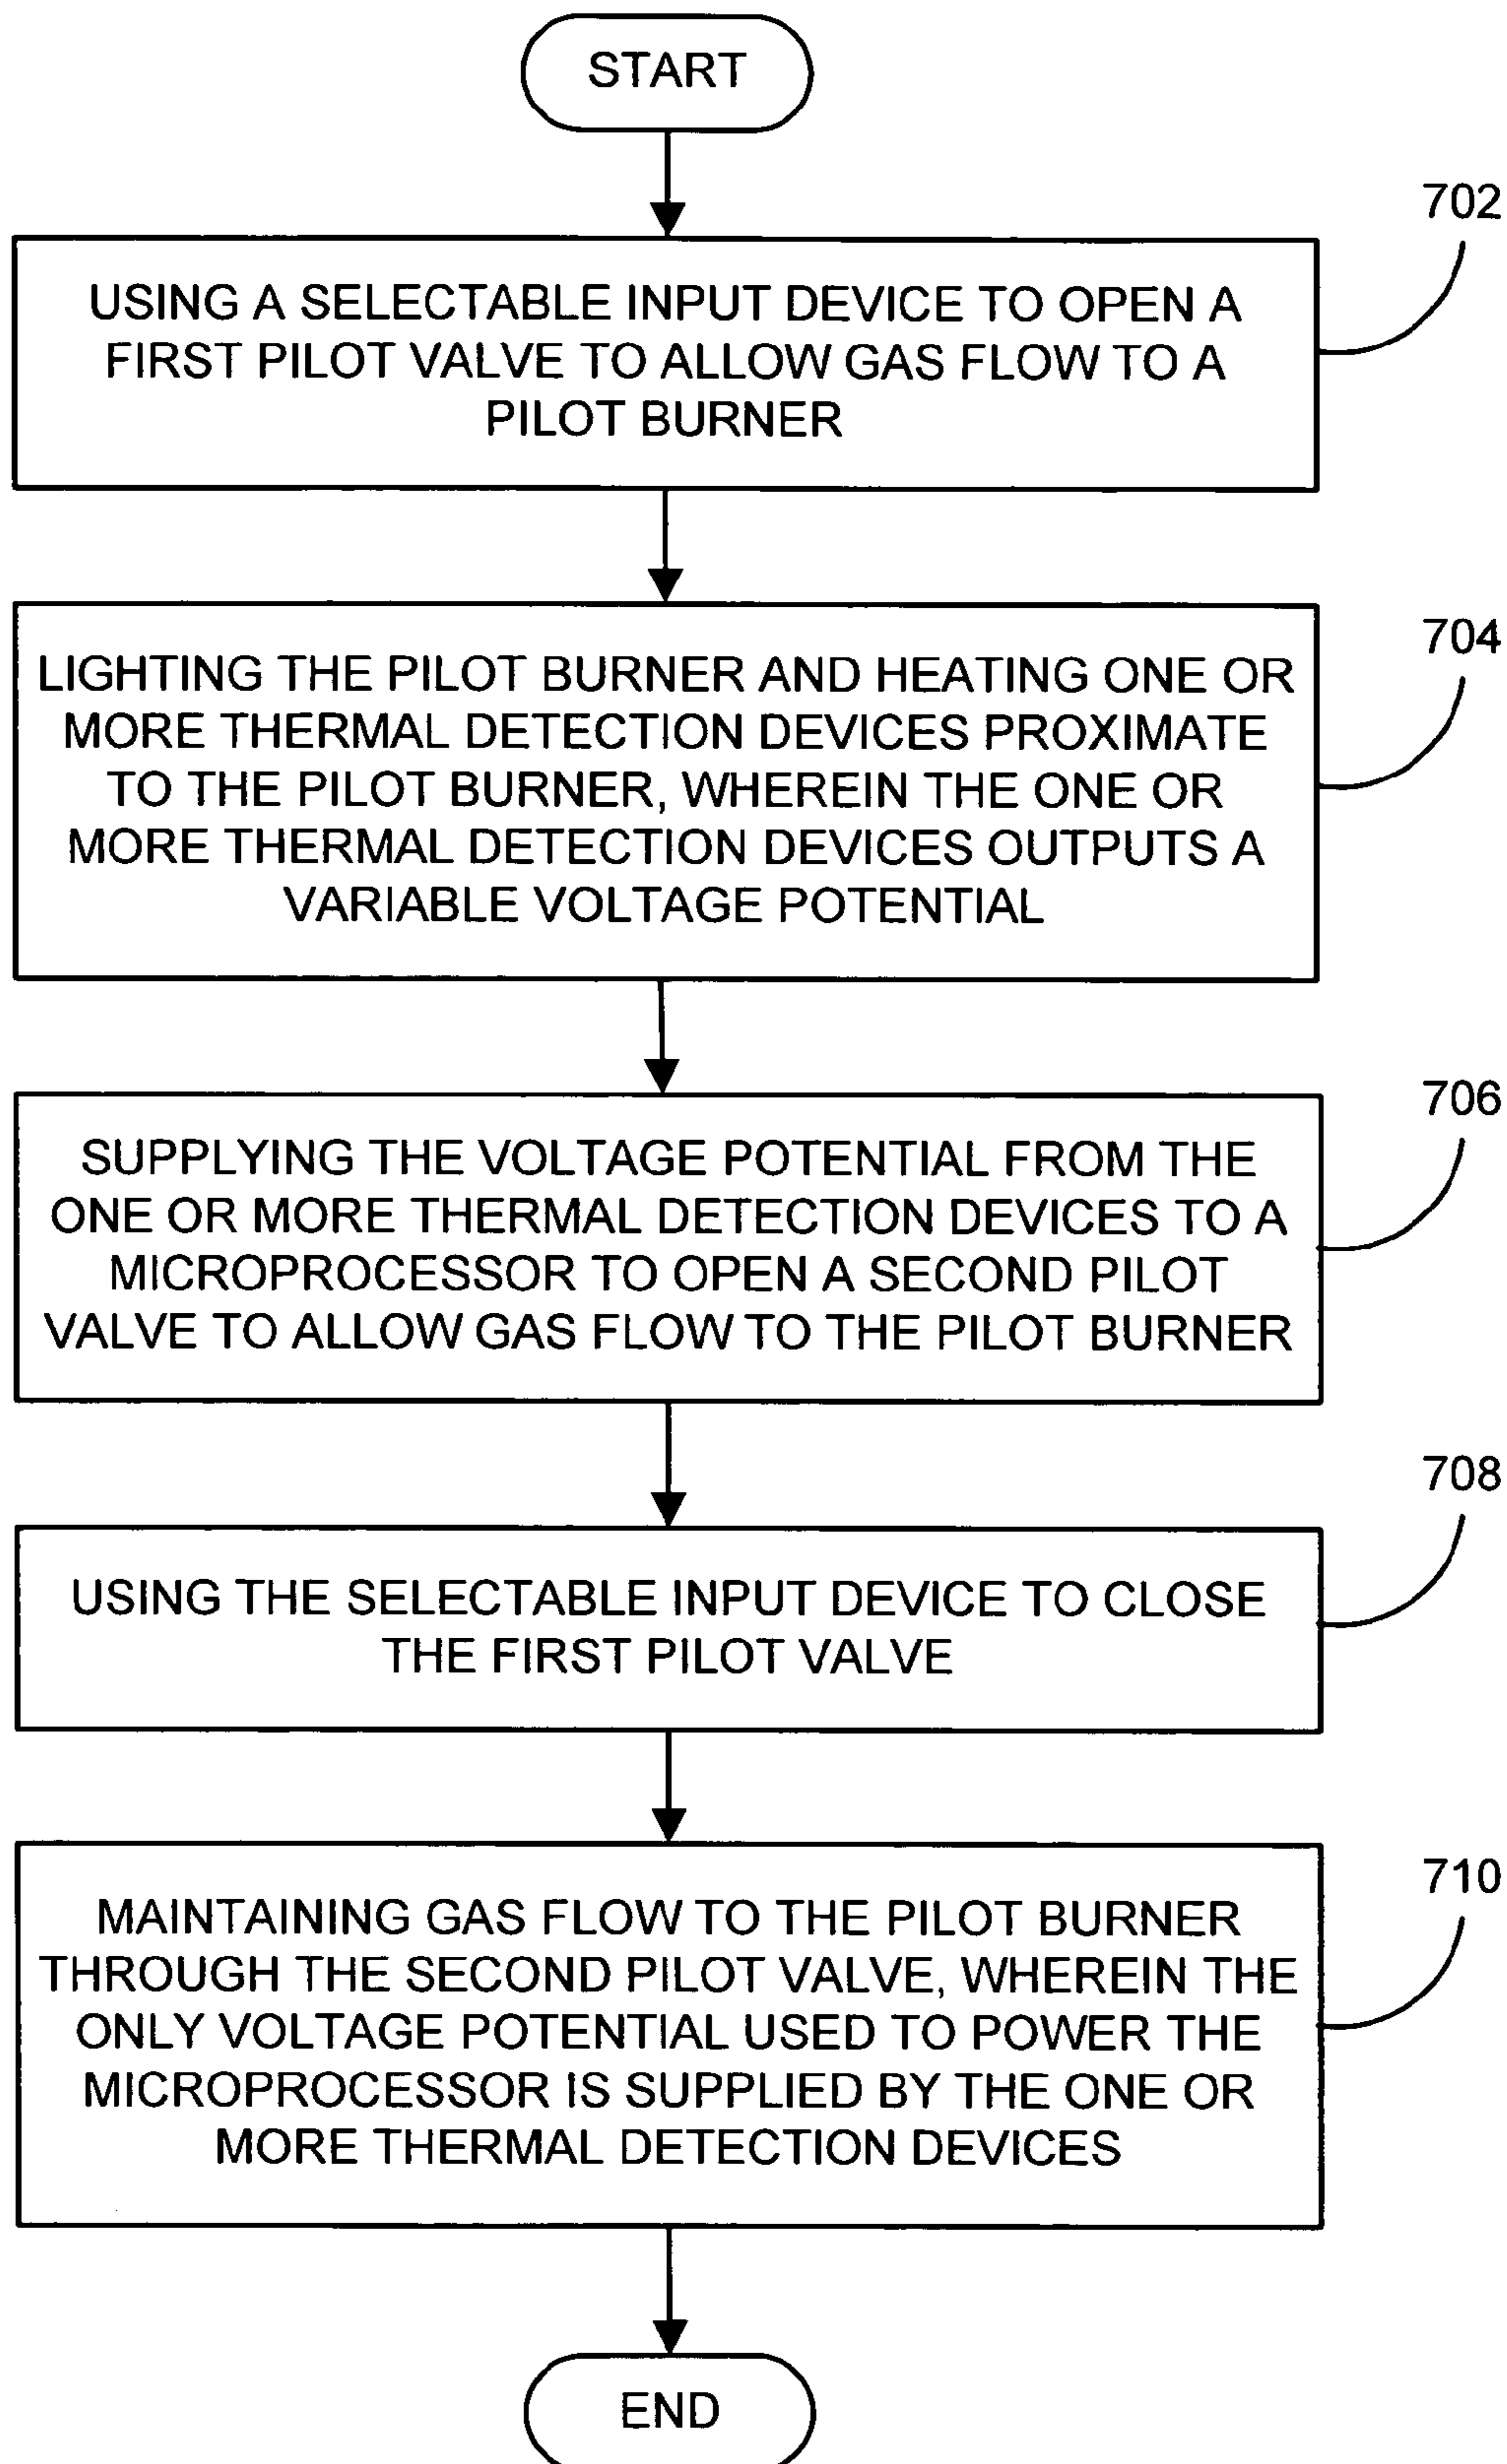 START
702
USING A SELECTABLE INPUT DEVICE TO OPEN A
FIRST PILOT VALVE TO ALLOW GAS FLOW TO A
PILOT BURNER
704
LIGHTING THE PILOT BURNER AND HEATING ONE OR
MORE THERMAL DETECTION DEVICES PROXIMATE
TO THE PILOT BURNER, WHEREIN THE ONE OR
MORE THERMAL DETECTION DEVICES OUTPUTS A
VARIABLE VOLTAGE POTENTIAL
706
SUPPLYING THE VOLTAGE POTENTIAL FROM THE
ONE OR MORE THERMAL DETECTION DEVICES TO A
MICROPROCESSOR TO OPEN A SECOND PILOT
VALVE TO ALLOW GAS FLOW TO THE PILOT BURNER
708
USING THE SELECTABLE INPUT DEVICE TO CLOSE
THE FIRST PILOT VALVE
710
MAINTAINING GAS FLOW TO THE PILOT BURNER
THROUGH THE SECOND PILOT VALVE, WHEREIN THE
ONLY VOLTAGE POTENTIAL USED TO POWER THE
MICROPROCESSOR IS SUPPLIED BY THE ONE OR
MORE THERMAL DETECTION DEVICES
END